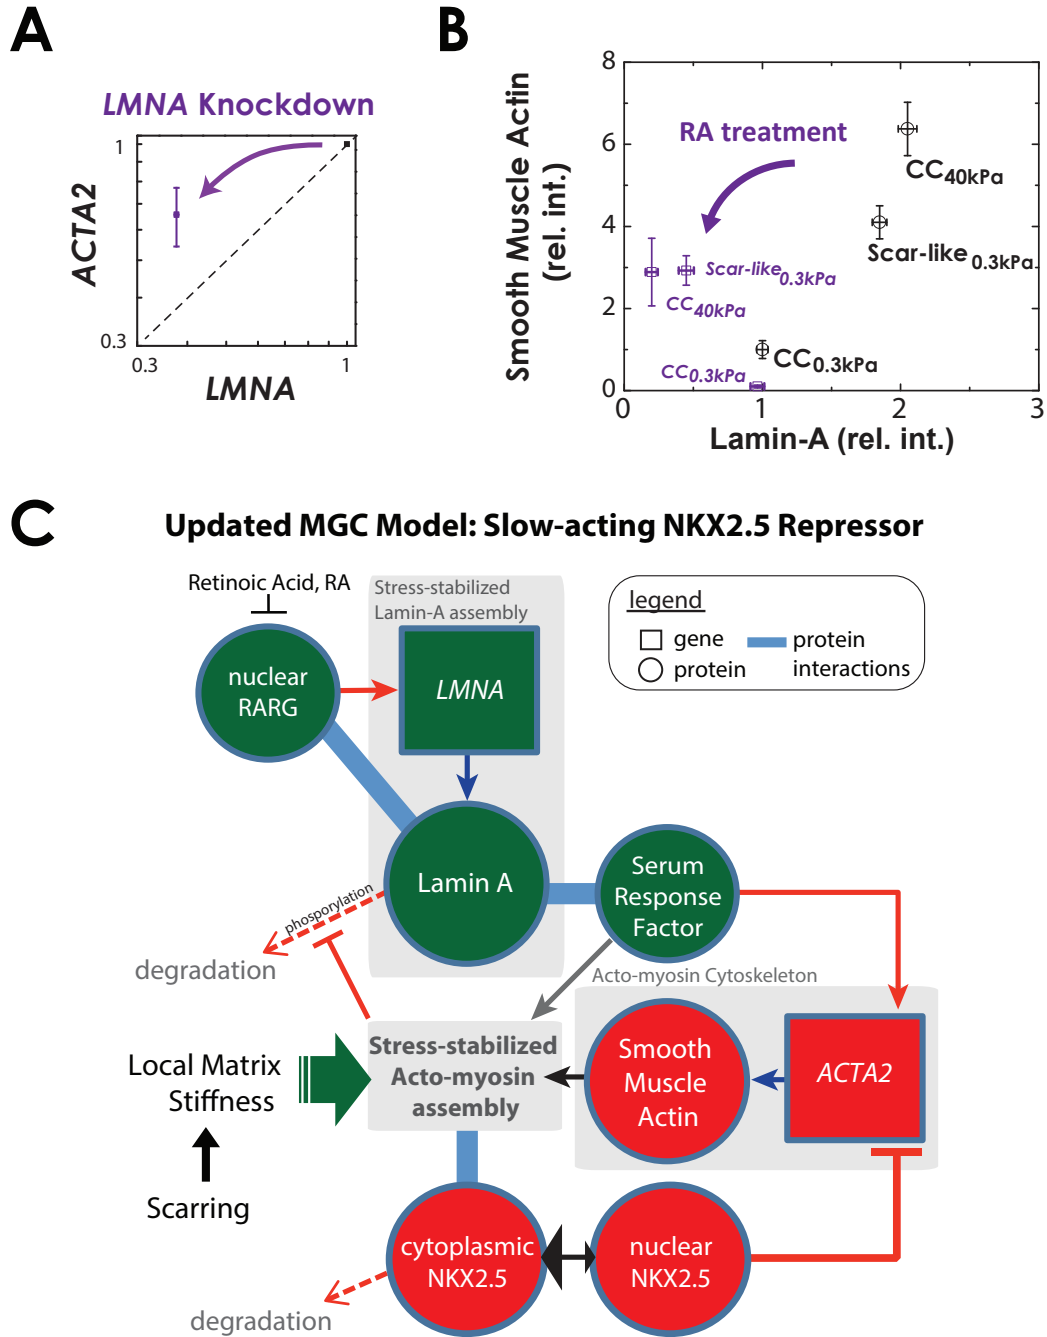 A
LMNA Knockdown
1
ACTA2
0.3
0.3
1
LMNA
B
8
6
4
2
0
Smooth Muscle Actin
(rel. int.)
RA treatment
CC40kPa
Scar-like0.3kPa
Scar-like0.3kPa
CC40kPa
CC0.3kPa
CC0.3kPa
0
1
2
3
Lamin-A (rel. int.)
C
Updated MGC Model: Slow-acting NKX2.5 Repressor
Retinoic Acid, RA
Stress-stabilized
Lamin-A assembly
legend
gene
protein
protein
interactions
nuclear
RARG
LMNA
Lamin A
Serum
Response
Factor
phosporylation
degradation
Acto-myosin Cytoskeleton
Local Matrix
Stiffness
Stress-stabilized
Acto-myosin
assembly
Smooth
Muscle
Actin
ACTA2
Scarring
cytoplasmic
NKX2.5
nuclear
NKX2.5
degradation